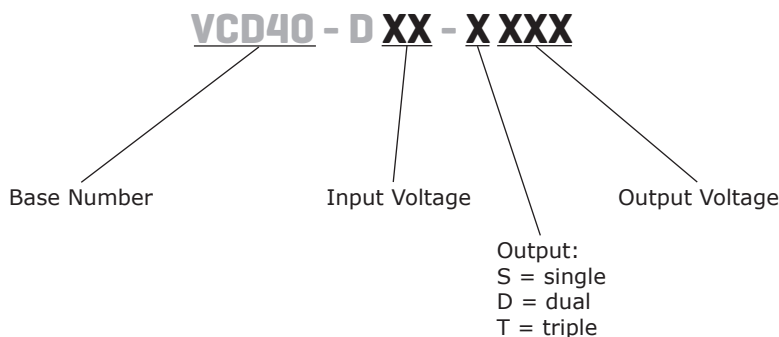 VCD40 - D XX - X XXX
Base Number
Input Voltage
Output Voltage
Output:
S = single
D = dual
T = triple